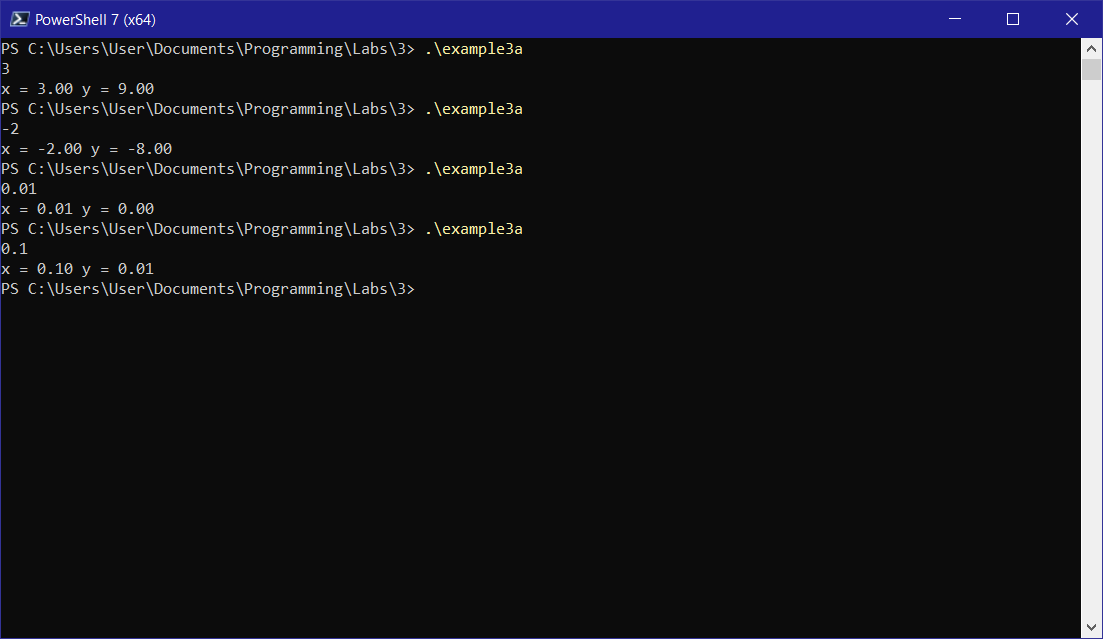 PowerShell 7 (x64)
PS C:\Users\User\Documents\Programming\Labs\3> .\example3a
3
x = 3.00 y = 9.00
PS C:\Users\User\Documents\Programming\Labs\3> .\example3a
-2
x = -2.00 y = -8.00
PS C:\Users\User\Documents\Programming\Labs\3> .\example3a
0.01
x = 0.01 y = 0.00
PS C:\Users\User\Documents\Programming\Labs\3> .\example3a
0.1
x = 0.10 y = 0.01
PS C:\Users\User\Documents\Programming\Labs\3>